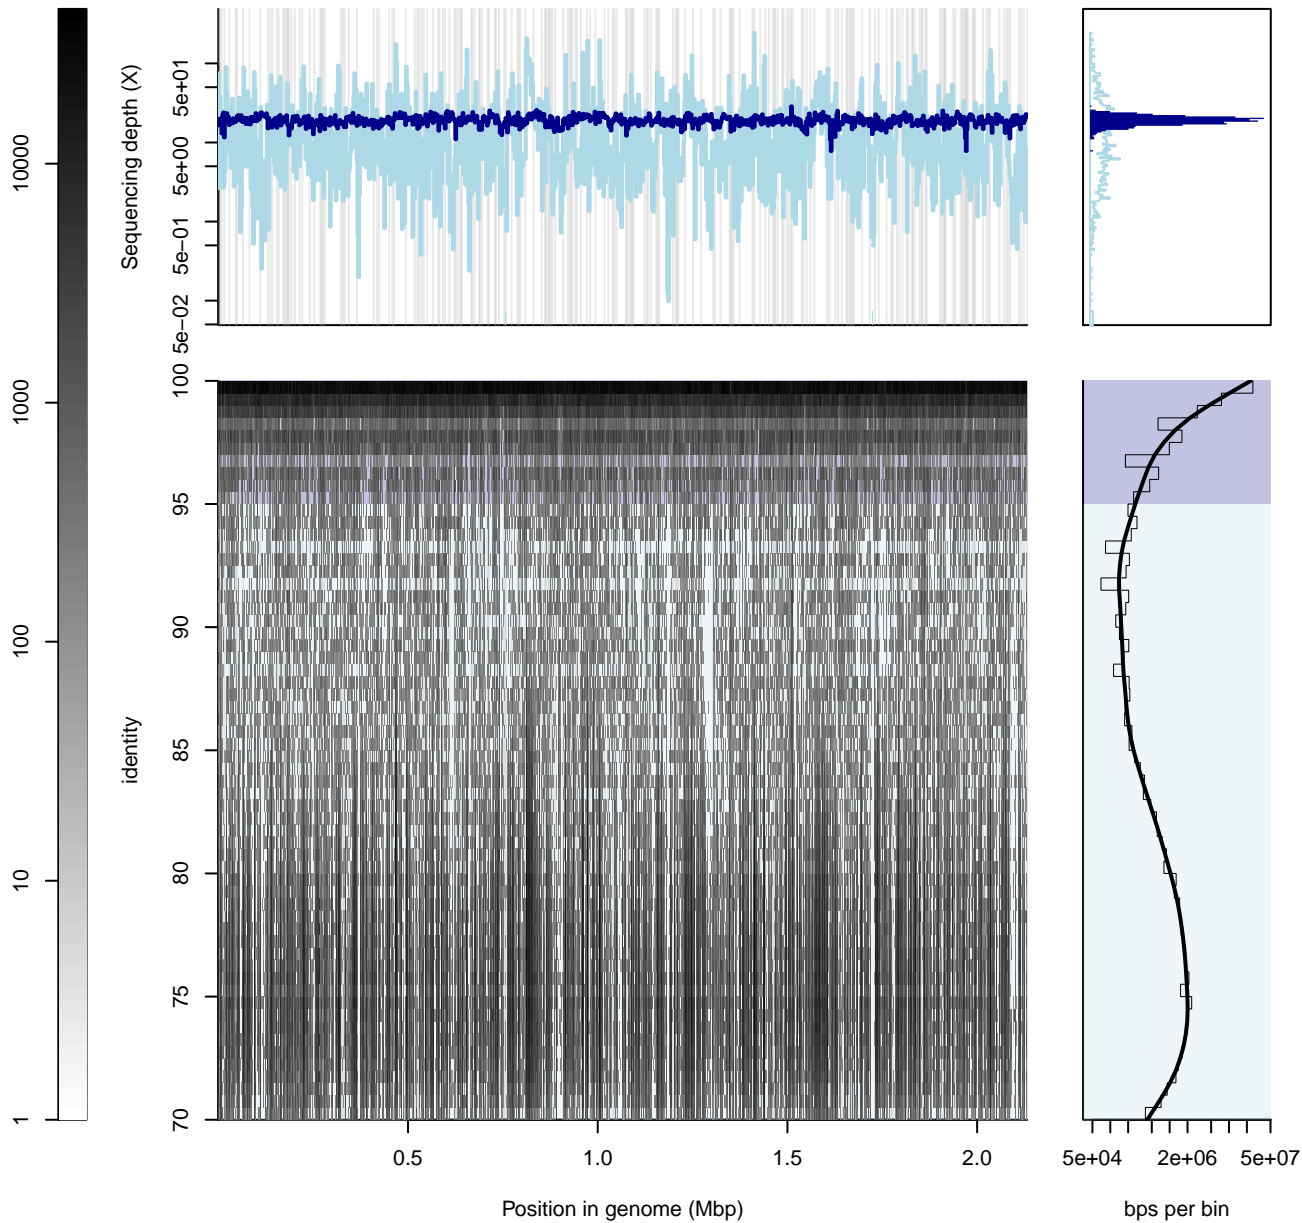 Sequencing depth (X)
5e−02 5e−01 5e+00 5e+01
1 10 100 1000 10000
identity
70 75 80 85 90 95 100
0.5 1.0 1.5 2.0
Position in genome (Mbp)
5e+04 2e+06 5e+07
bps per bin